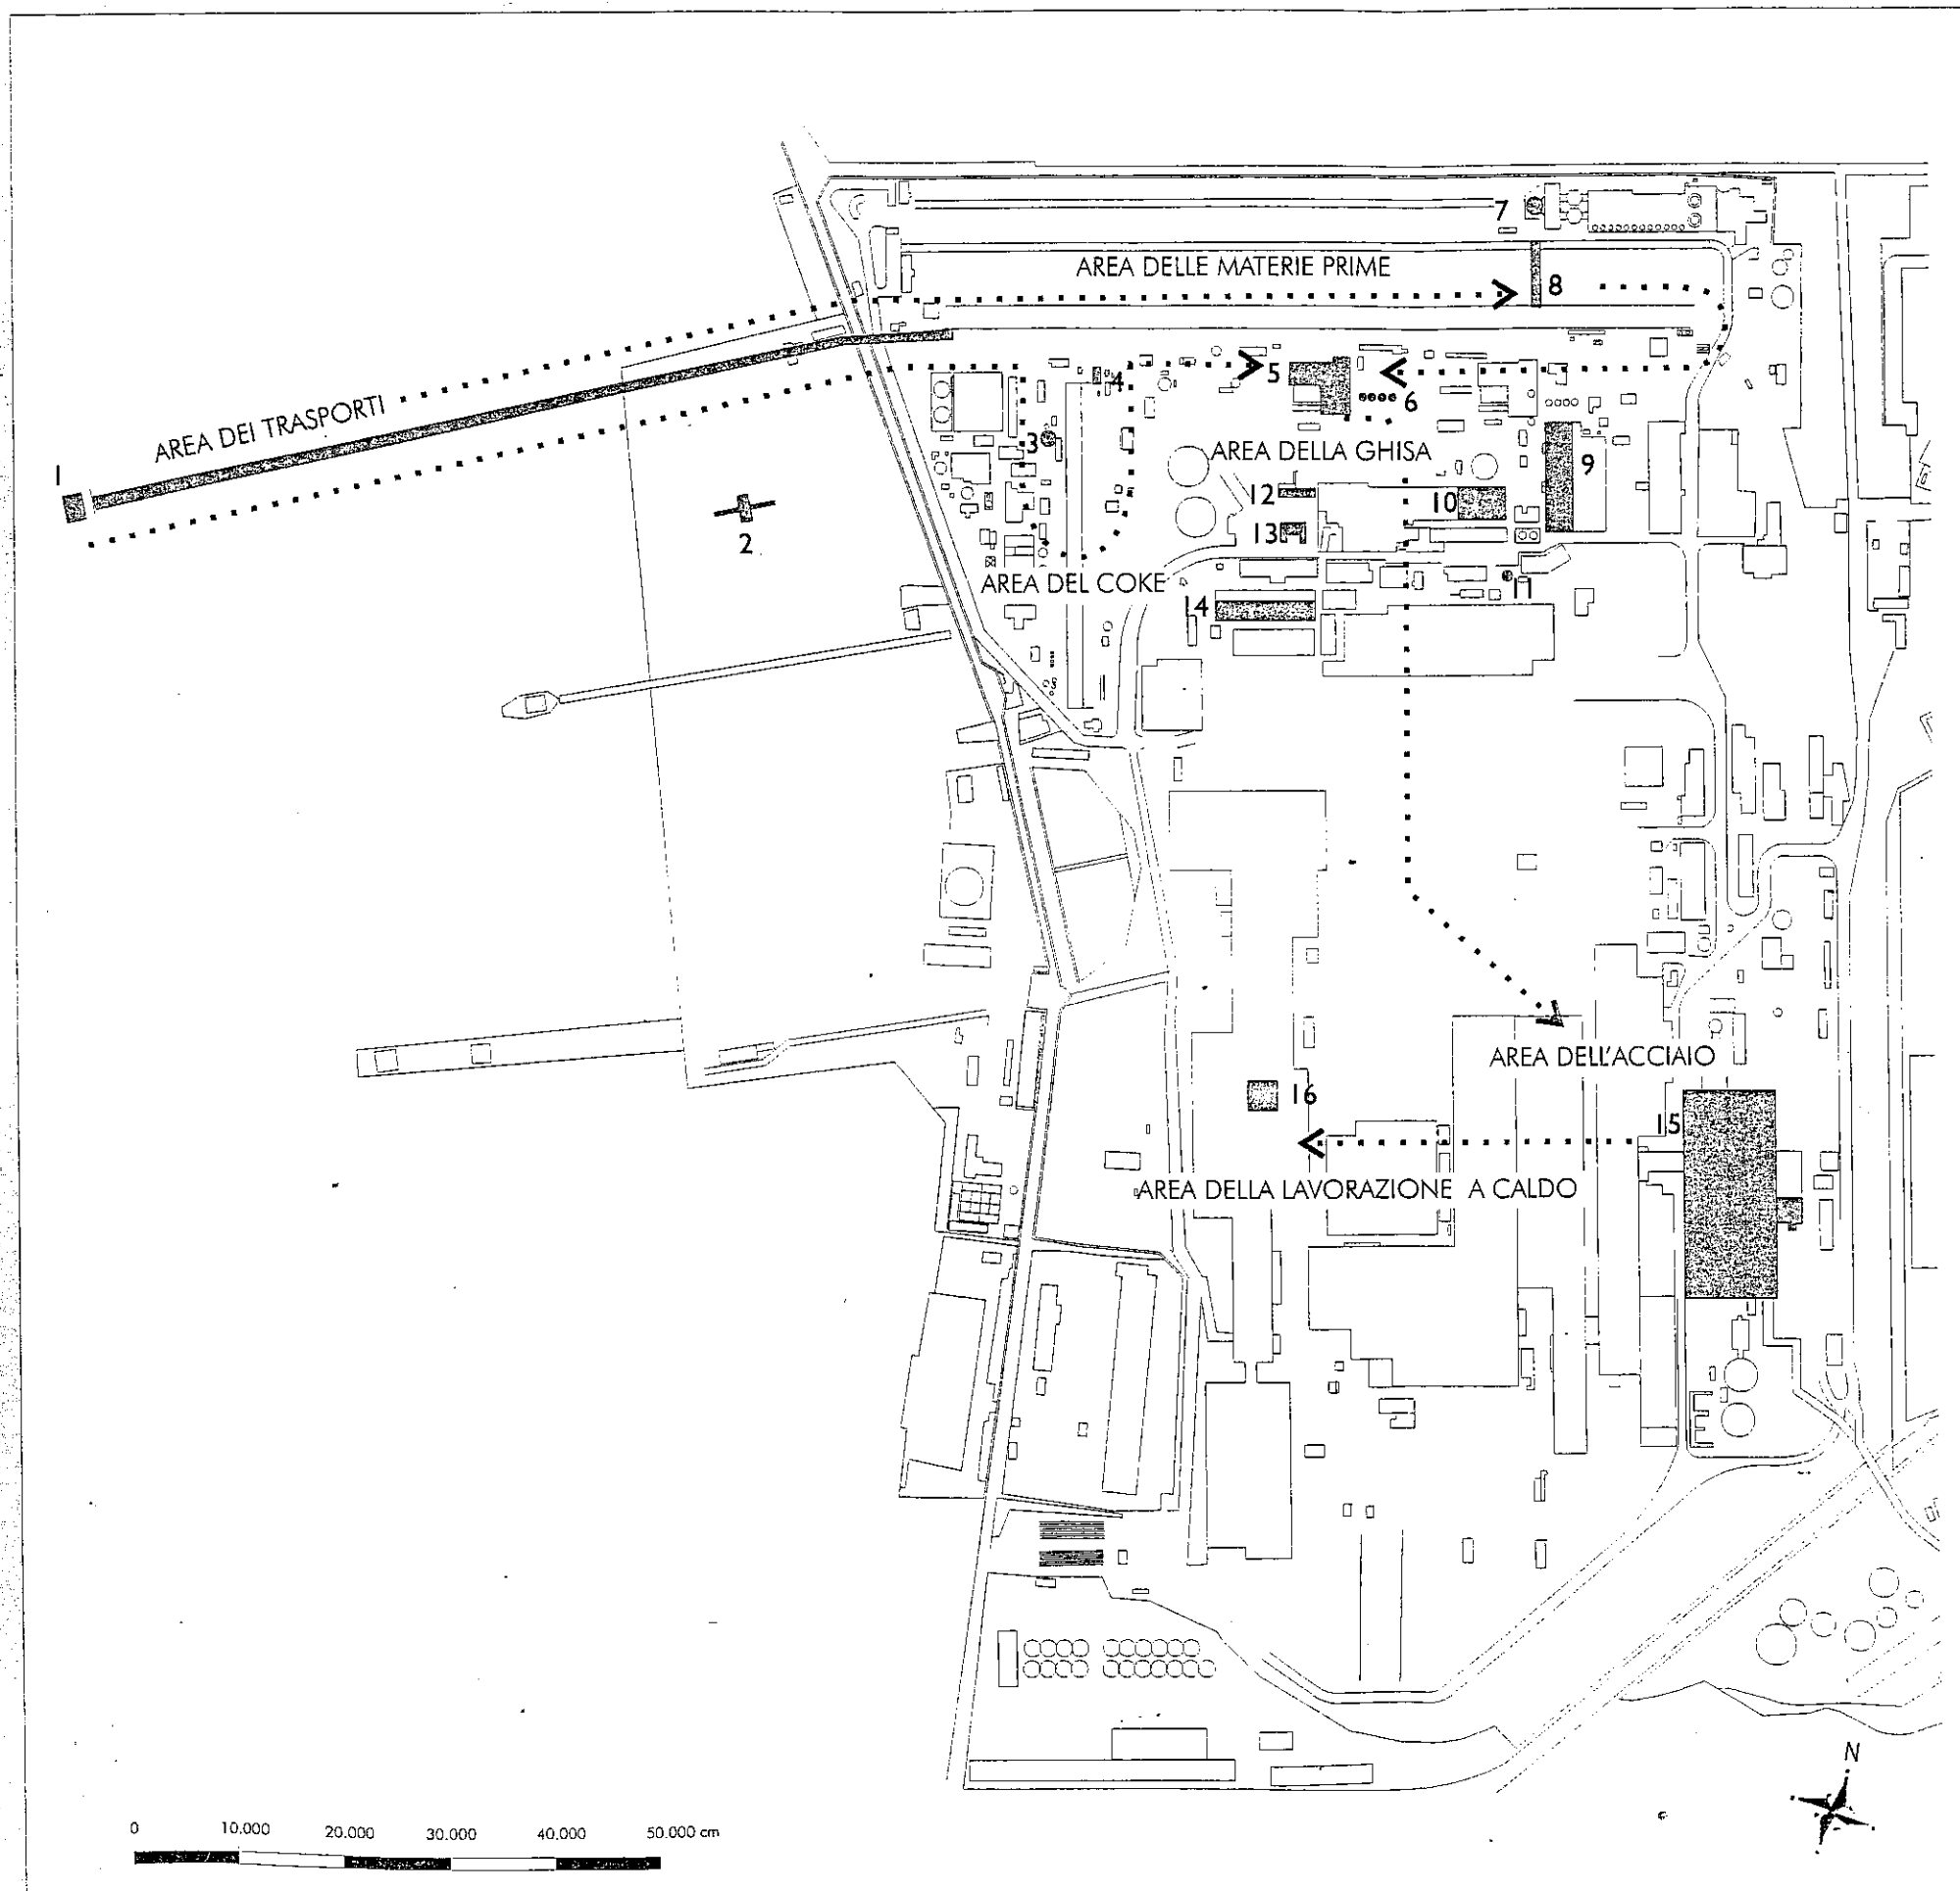 7
AREA DELLE MATERIE PRIME
8
4
5
6
AREA DEI TRASPORTI
3
AREA DELLA GHISA
9
1
12
10
2
13
AREA DEL COKE
14
11
AREA DELL'ACCIAIO
16
15
AREA DELLA LAVORAZIONE A CALDO
N
0 10.000 20.000 30.000 40.000 50.000 cm